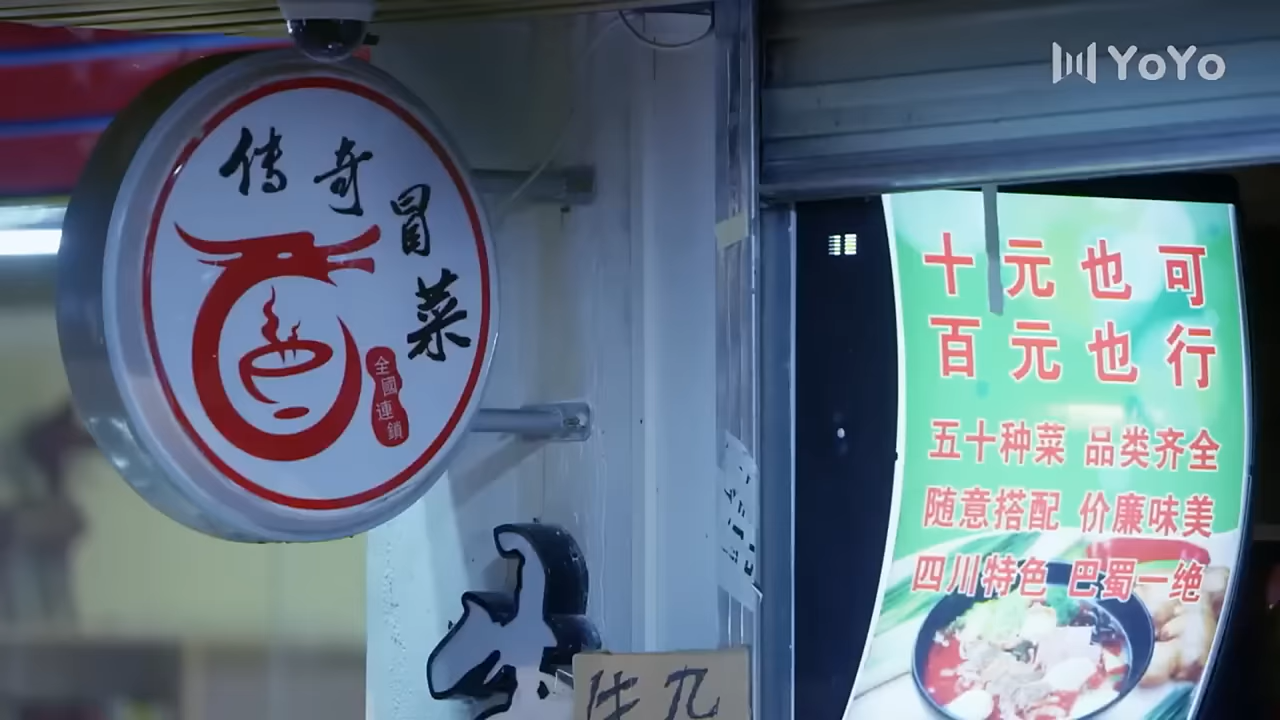 YoYo
传奇冒菜
全國連鎖
十元也可
百元也行
五十种菜 品类齐全
随意搭配 价廉味美
四川特色 巴蜀一绝